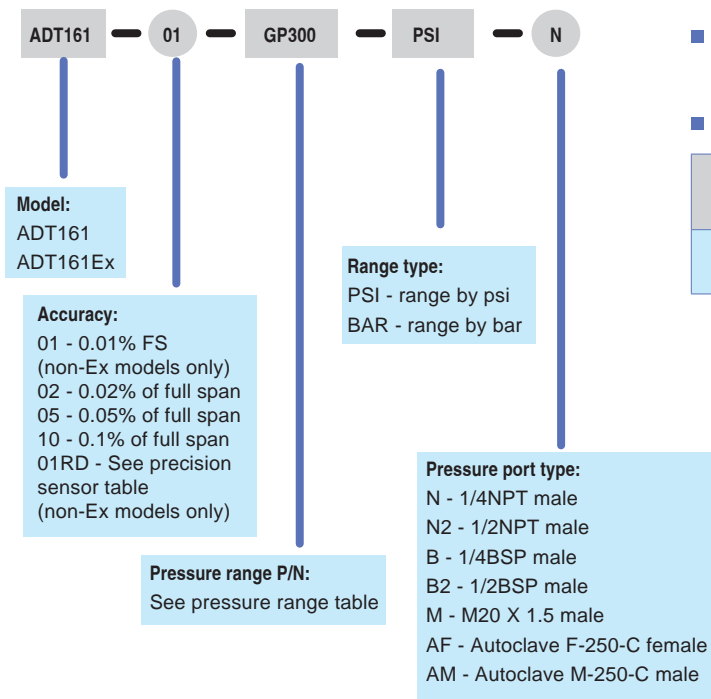 ADT161 01 GP300 PSI N
Model:
ADT161
ADT161Ex
Accuracy:
01 - 0.01% FS
(non-Ex models only)
02 - 0.02% of full span
05 - 0.05% of full span
10 - 0.1% of full span
01RD - See precision
sensor table
(non-Ex models only)
Pressure range P/N:
See pressure range table
Range type:
PSI - range by psi
BAR - range by bar
Pressure port type:
N - 1/4NPT male
N2 - 1/2NPT male
B - 1/4BSP male
B2 - 1/2BSP male
M - M20 X 1.5 male
AF - Autoclave F-250-C female
AM - Autoclave M-250-C male